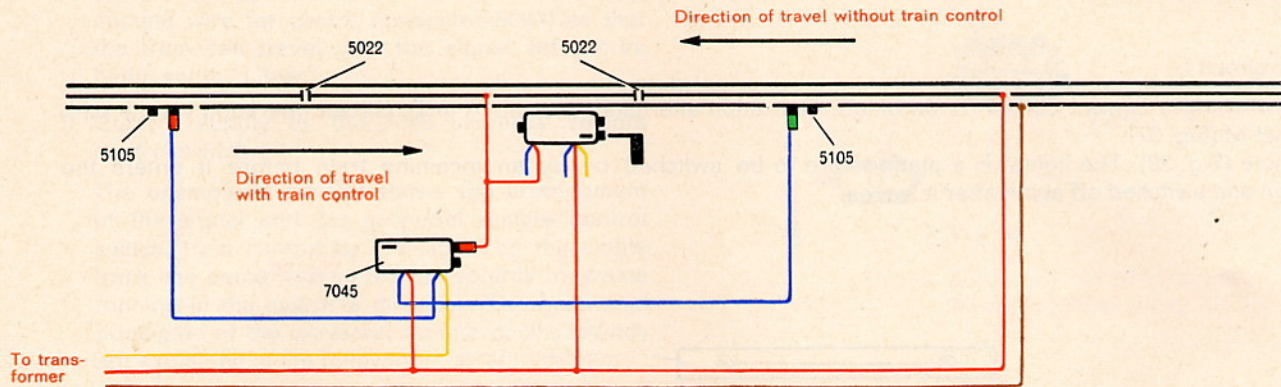 Direction of travel without train control
5022
5022
5105
5105
Direction of travel
with train control
7045
To trans-
former